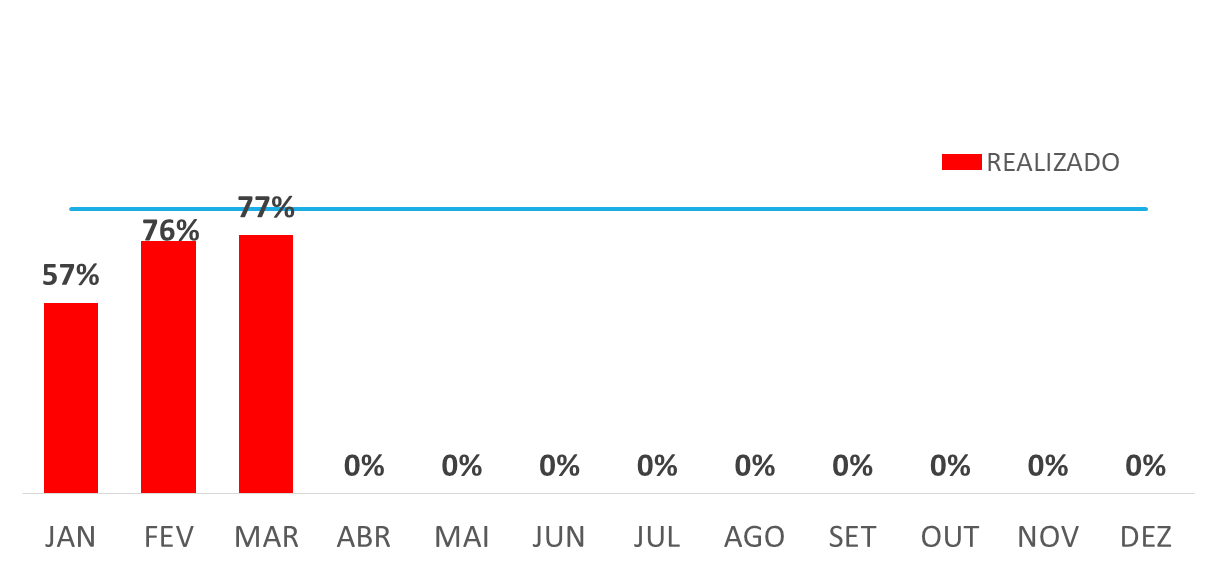 REALIZADO
57% 76% 77% 0% 0% 0% 0% 0% 0% 0% 0% 0%
JAN FEV MAR ABR MAI JUN JUL AGO SET OUT NOV DEZ